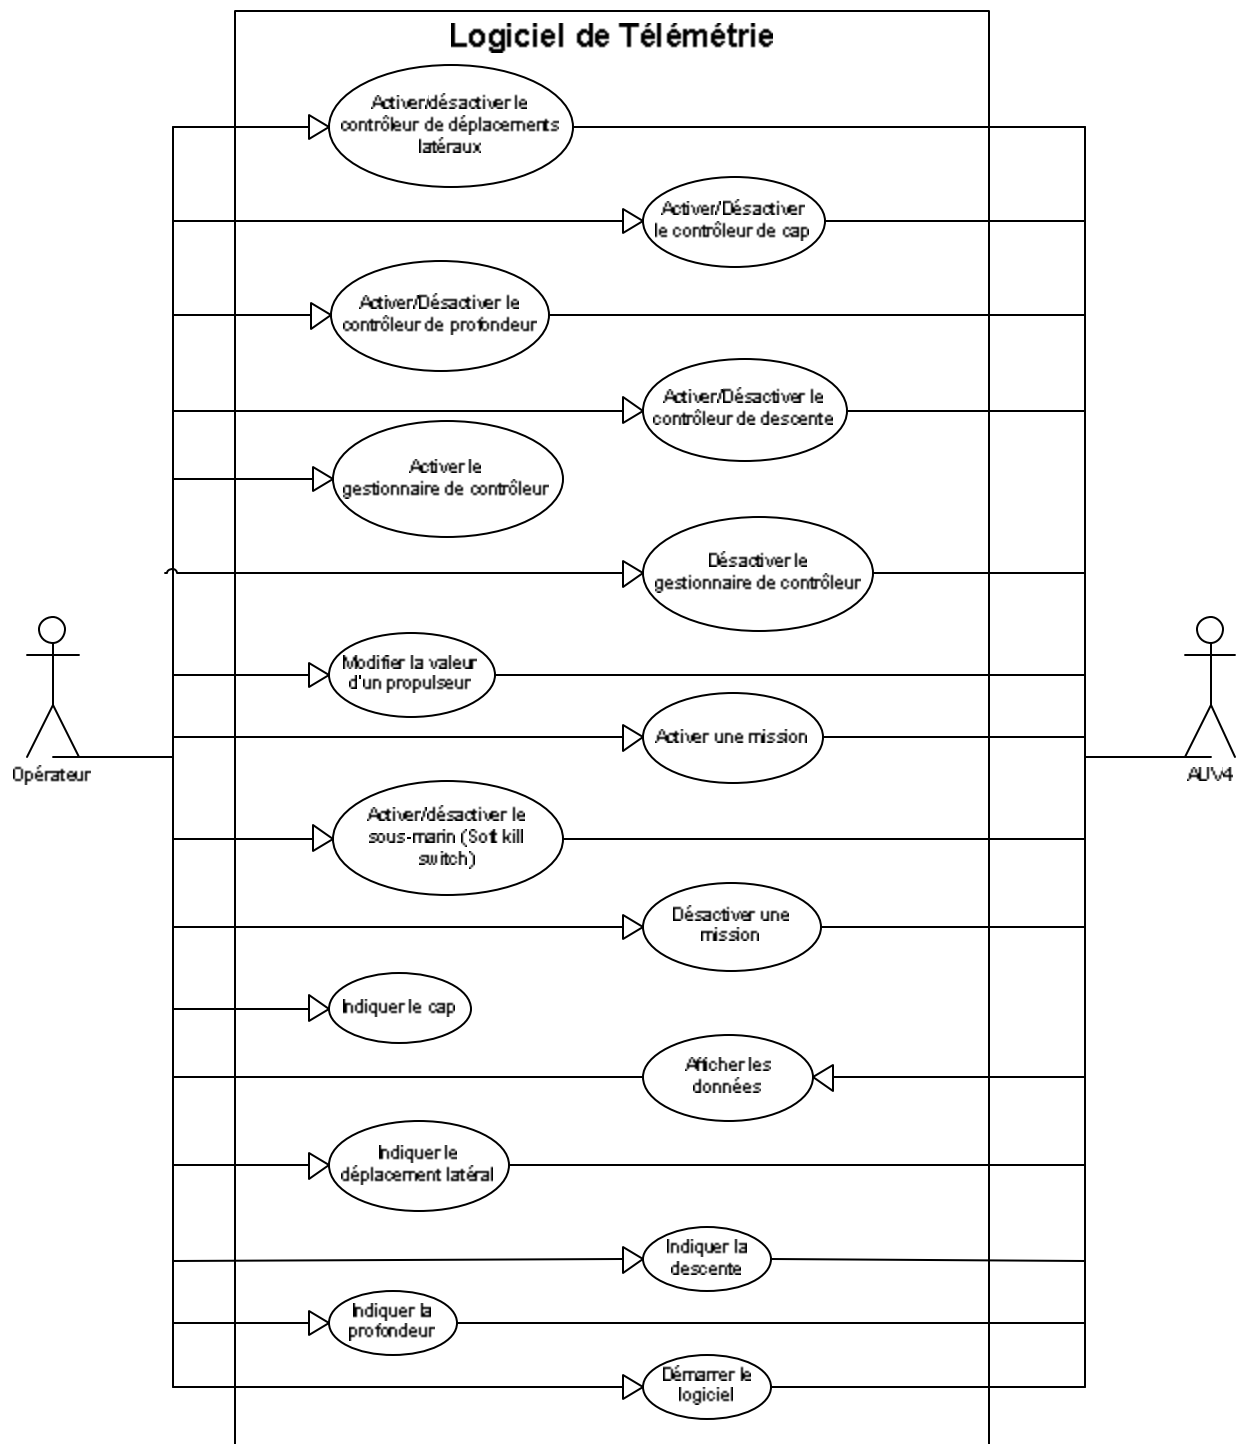 Logiciel de Télémétrie
Activer/désactiver le
contrôleur de déplacements
latéraux
Activer/Désactiver
le contrôleur de cap
Activer/Désactiver le
contrôleur de profondeur
Activer/Désactiver le
contrôleur de descente
Activer le
gestionnaire de contrôleur
Désactiver le
gestionnaire de contrôleur
Modifier la valeur
d'un propulseur
Activer une mission
Opérateur
AUV4
Activer/désactiver le
sous-marin (Soft kill
switch)
Désactiver une
mission
Indiquer le cap
Afficher les
données
Indiquer le
déplacement latéral
Indiquer la
descente
Indiquer la
profondeur
Démarrer le
logiciel